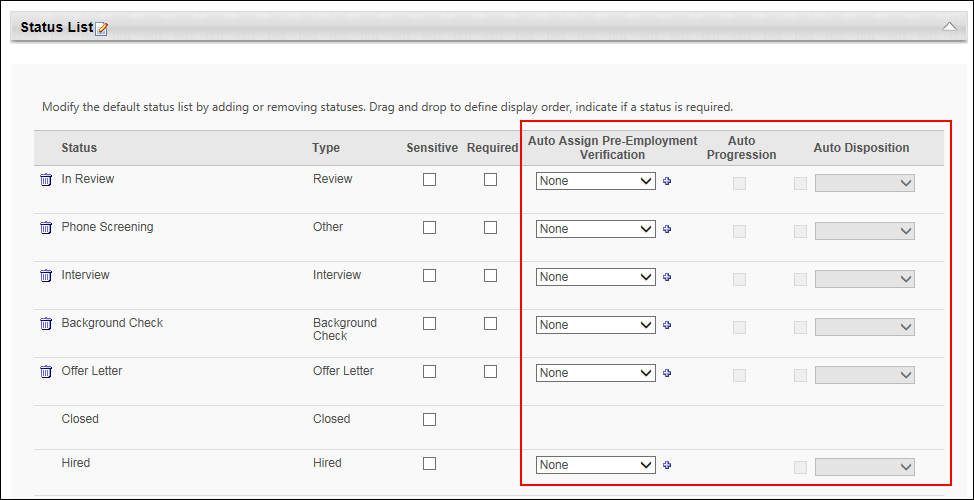 Status List
Modify the default status list by adding or removing statuses. Drag and drop to define display order, indicate if a status is required.
Status Type Sensitive Required Auto Assign Pre-Employment Verification Auto Progression Auto Disposition
In Review Review None
Phone Screening Other None
Interview Interview None
Background Check Background Check None
Offer Letter Offer Letter None
Closed Closed
Hired Hired None